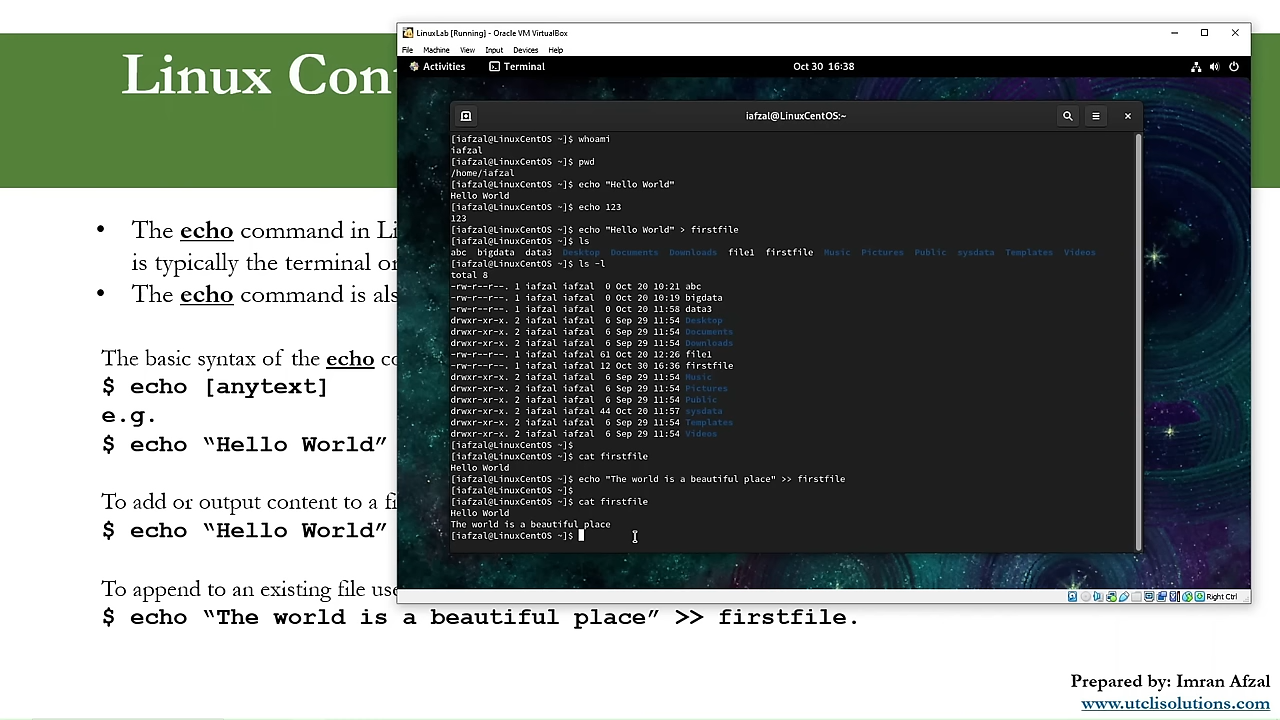 Linux Con
• The echo command in Li
is typically the terminal or
• The echo command is als
The basic syntax of the echo co
$ echo [anytext]
e.g.
$ echo “Hello World”
To add or output content to a fi
$ echo “Hello World”
To append to an existing file use
$ echo “The world is a beautiful place” >> firstfile.
Prepared by: Imran Afzal
www.utclisolutions.com
LinuxLab [Running] - Oracle VM VirtualBox
File Machine View Input Devices Help
Activities Terminal Oct 30 16:38
iafzal@LinuxCentOS:~
[iafzal@LinuxCentOS ~]$ whoami
iafzal
[iafzal@LinuxCentOS ~]$ pwd
/home/iafzal
[iafzal@LinuxCentOS ~]$ echo "Hello World"
Hello World
[iafzal@LinuxCentOS ~]$ echo 123
123
[iafzal@LinuxCentOS ~]$ echo "Hello World" > firstfile
[iafzal@LinuxCentOS ~]$ ls
abc bigdata data3 Desktop Documents Downloads file1 firstfile Music Pictures Public sysdata Templates Videos
[iafzal@LinuxCentOS ~]$ ls -l
total 8
-rw-r--r--. 1 iafzal iafzal 0 Oct 20 10:21 abc
-rw-r--r--. 1 iafzal iafzal 0 Oct 20 10:19 bigdata
-rw-r--r--. 1 iafzal iafzal 0 Oct 20 11:58 data3
drwxr-xr-x. 2 iafzal iafzal 6 Sep 29 11:54 Desktop
drwxr-xr-x. 2 iafzal iafzal 6 Sep 29 11:54 Documents
drwxr-xr-x. 2 iafzal iafzal 6 Sep 29 11:54 Downloads
-rw-r--r--. 1 iafzal iafzal 61 Oct 20 12:26 file1
-rw-r--r--. 1 iafzal iafzal 12 Oct 30 16:36 firstfile
drwxr-xr-x. 2 iafzal iafzal 6 Sep 29 11:54 Music
drwxr-xr-x. 2 iafzal iafzal 6 Sep 29 11:54 Pictures
drwxr-xr-x. 2 iafzal iafzal 6 Sep 29 11:54 Public
drwxr-xr-x. 2 iafzal iafzal 44 Oct 20 11:57 sysdata
drwxr-xr-x. 2 iafzal iafzal 6 Sep 29 11:54 Templates
drwxr-xr-x. 2 iafzal iafzal 6 Sep 29 11:54 Videos
[iafzal@LinuxCentOS ~]$
[iafzal@LinuxCentOS ~]$ cat firstfile
Hello World
[iafzal@LinuxCentOS ~]$ echo "The world is a beautiful place" >> firstfile
[iafzal@LinuxCentOS ~]$
[iafzal@LinuxCentOS ~]$ cat firstfile
Hello World
The world is a beautiful place
[iafzal@LinuxCentOS ~]$
Right Ctrl